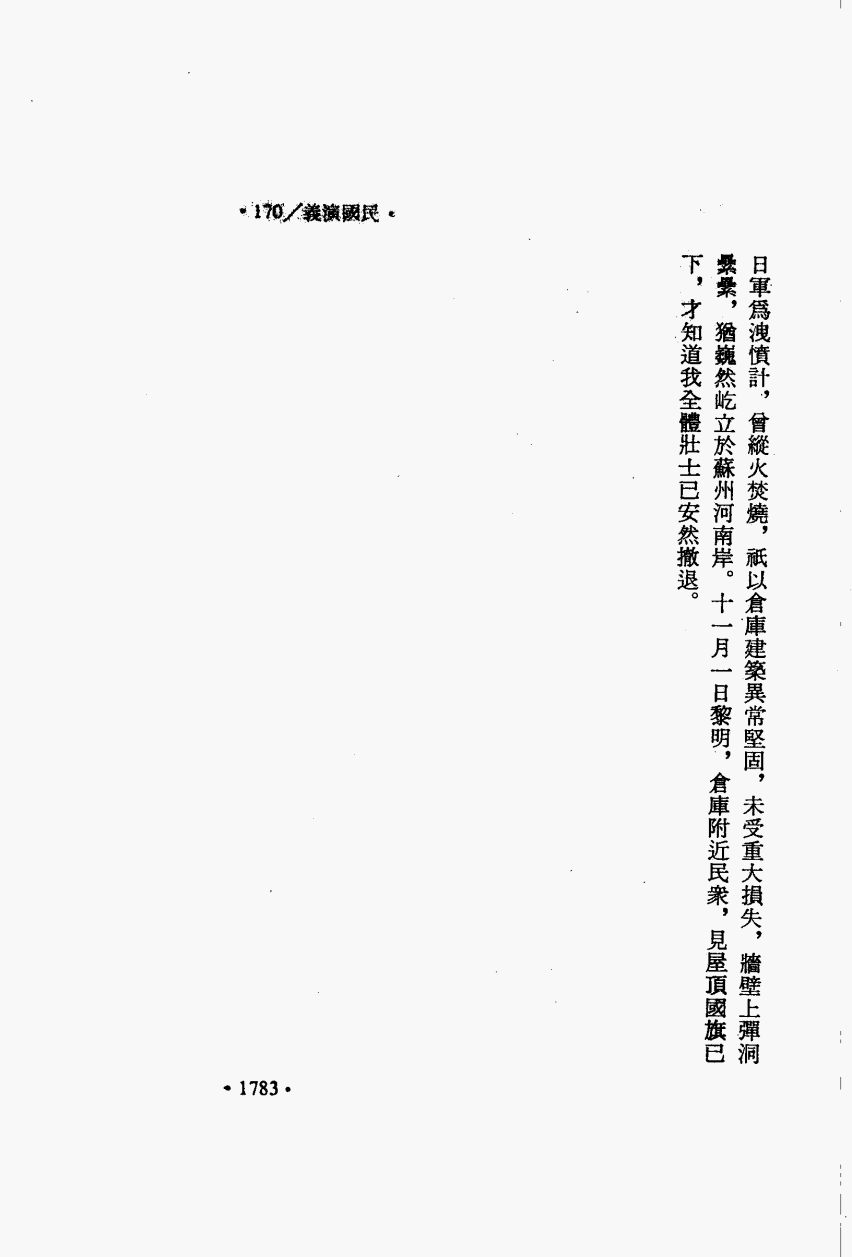 •170/義演國民•
日軍爲洩憤計，曾縱火焚燒，祇以倉庫建築異常堅固，未受重大損失，牆壁上彈洞
纍纍，猶巍然屹立於蘇州河南岸。十一月一日黎明，倉庫附近民衆，見屋頂國旗已
下，才知道我全體壯士已安然撤退。
•1783•